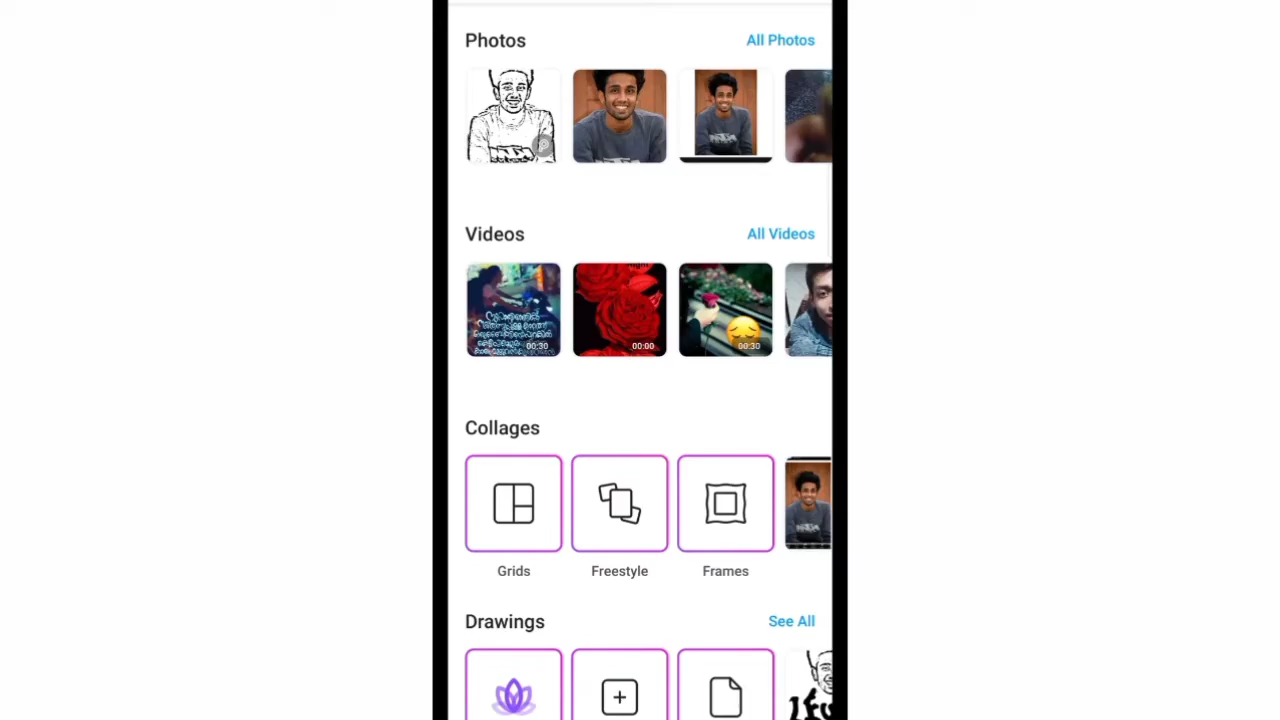 Photos
All Photos
Videos
All Videos
00:30
00:00
00:30
Collages
Grids
Freestyle
Frames
Drawings
See All